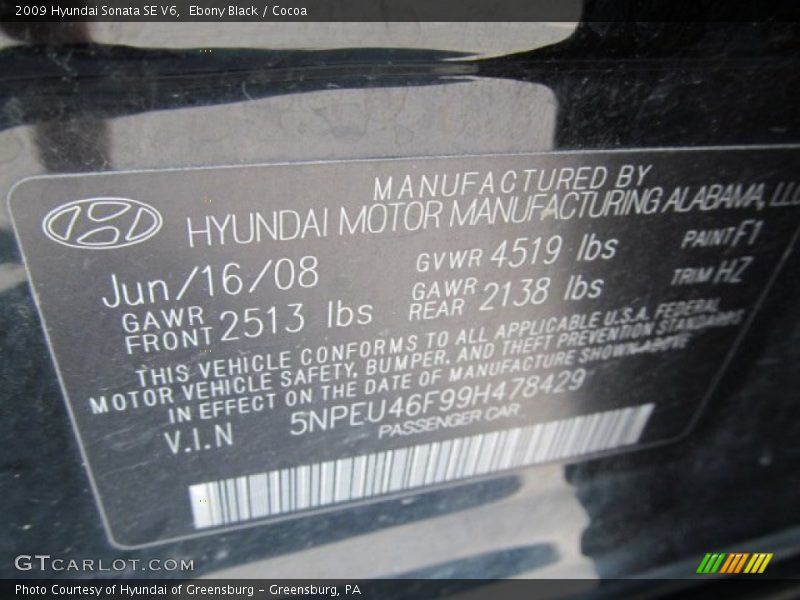 2009 Hyundai Sonata SE V6,  Ebony Black / Cocoa
MANUFACTURED BY
HYUNDAI MOTOR MANUFACTURING ALABAMA, LLC
Jun/16/08
GVWR 4519 lbs
PAINT F1
GAWR FRONT 2513 lbs
GAWR REAR 2138 lbs
TRIM HZ
THIS VEHICLE CONFORMS TO ALL APPLICABLE U.S.A. FEDERAL
MOTOR VEHICLE SAFETY, BUMPER, AND THEFT PREVENTION STANDARDS
IN EFFECT ON THE DATE OF MANUFACTURE SHOWN ABOVE
V.I.N 5NPEU46F99H478429
PASSENGER CAR
GTCARLOT.COM
Photo Courtesy of Hyundai of Greensburg - Greensburg, PA